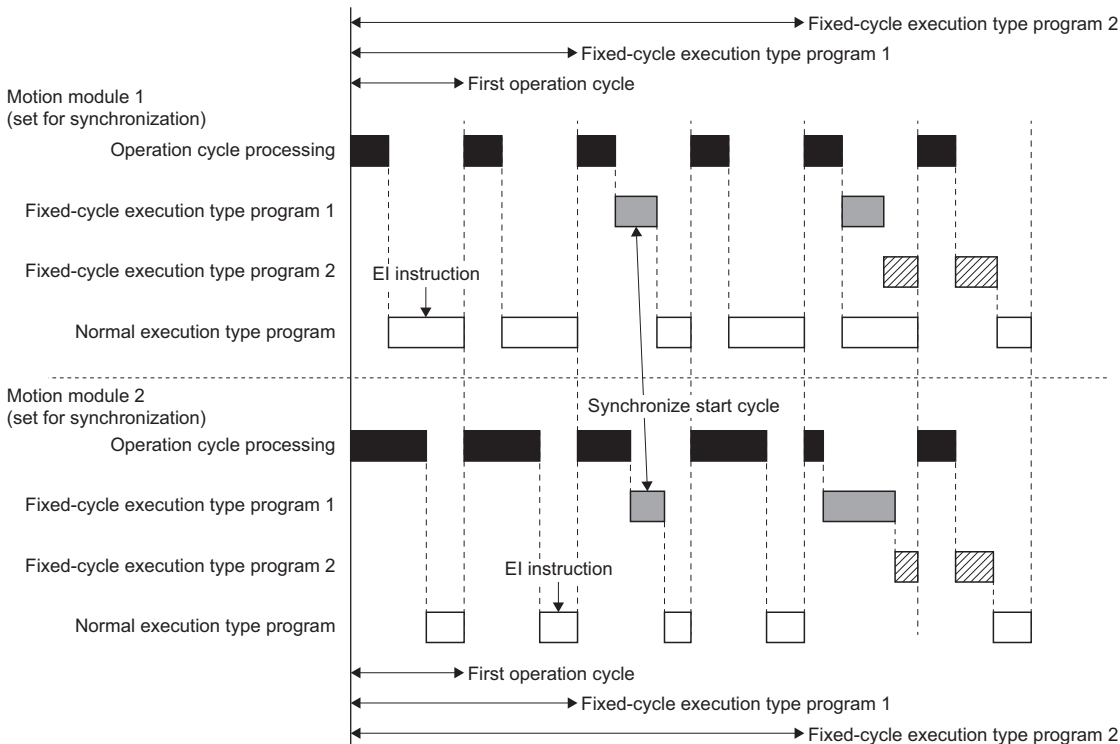 Fixed-cycle execution type program 2
Fixed-cycle execution type program 1
First operation cycle
Motion module 1
(set for synchronization)
Operation cycle processing
Fixed-cycle execution type program 1
Fixed-cycle execution type program 2
EI instruction
Normal execution type program
Motion module 2
(set for synchronization)
Synchronize start cycle
Operation cycle processing
Fixed-cycle execution type program 1
Fixed-cycle execution type program 2
EI instruction
Normal execution type program
First operation cycle
Fixed-cycle execution type program 1
Fixed-cycle execution type program 2